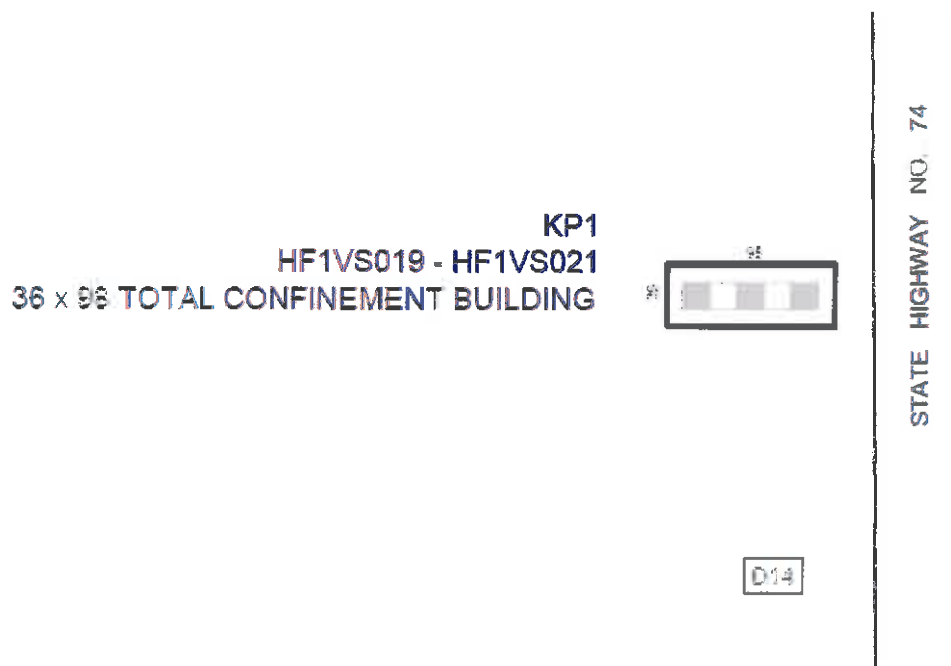 KP1
HF1VS019 - HF1VS021
36 x 96 TOTAL CONFINEMENT BUILDING
STATE HIGHWAY NO. 74
D14